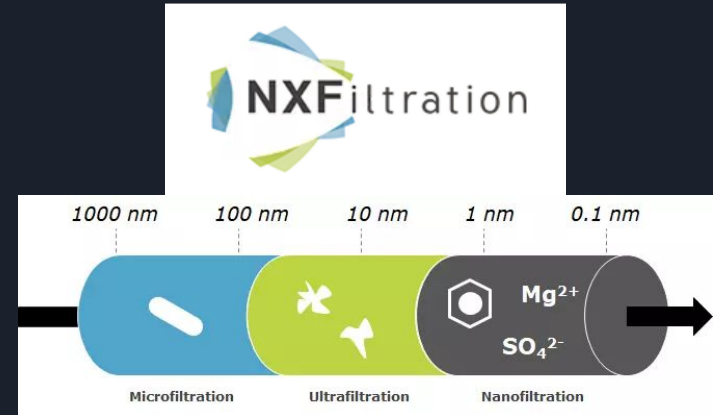 NXFiltration
1000 nm 100 nm 10 nm 1 nm 0.1 nm
Mg²⁺
SO₄²⁻
Microfiltration Ultrafiltration Nanofiltration